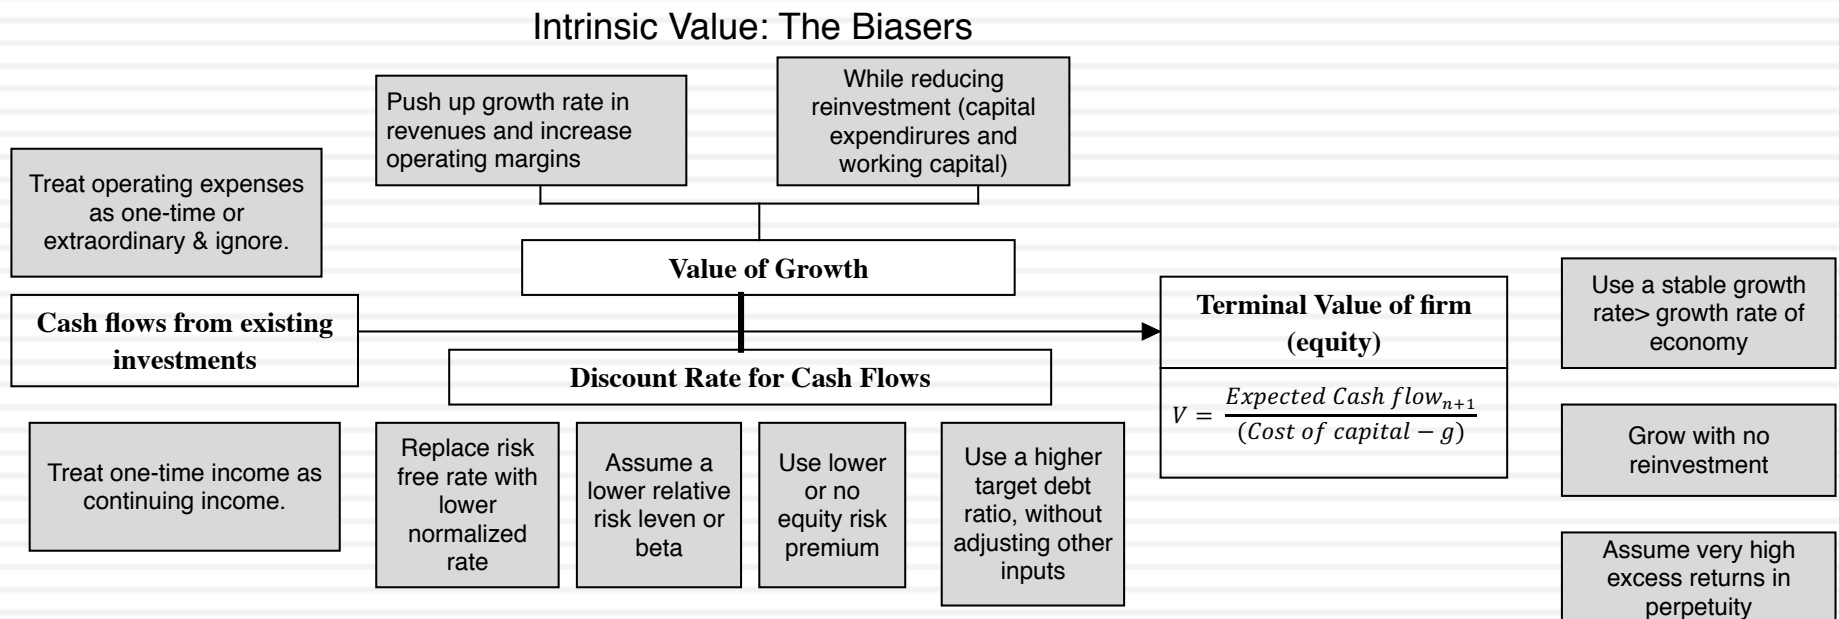 Intrinsic Value: The Biasers
Push up growth rate in
revenues and increase
operating margins
While reducing
reinvestment (capital
expendirures and
working capital)
Treat operating expenses
as one-time or
extraordinary & ignore.
Value of Growth
Cash flows from existing
investments
Discount Rate for Cash Flows
Terminal Value of firm
(equity)
V = Expected Cash flow_{n+1} / (Cost of capital − g)
Use a stable growth
rate> growth rate of
economy
Grow with no
reinvestment
Assume very high
excess returns in
perpetuity
Treat one-time income as
continuing income.
Replace risk
free rate with
lower
normalized
rate
Assume a
lower relative
risk leven or
beta
Use lower
or no
equity risk
premium
Use a higher
target debt
ratio, without
adjusting other
inputs